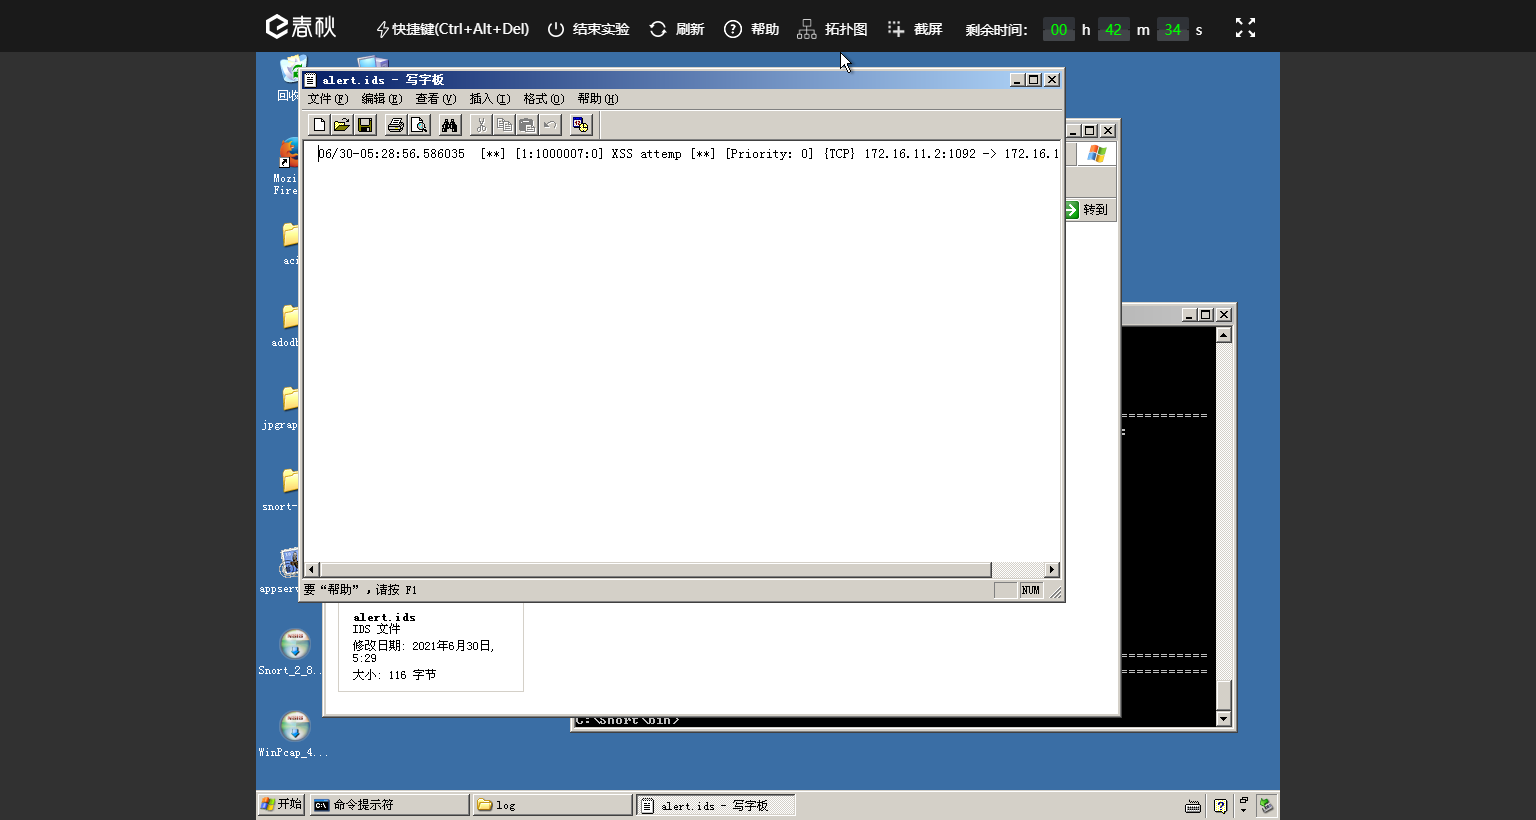 春秋 快捷键(Ctrl+Alt+Del) 结束实验 刷新 帮助 拓扑图 截屏 剩余时间: 00 h 42 m 34 s
alert.ids - 写字板
文件(F) 编辑(E) 查看(V) 插入(I) 格式(O) 帮助(H)
06/30-05:28:56.586035 [**] [1:1000007:0] XSS attemp [**] [Priority: 0] {TCP} 172.16.11.2:1092 -> 172.16.1
转到
回收
Mozi
Fire
aci
adodb
jpgrap
snort-
appserv
Snort_2_8...
WinPcap_4...
===========
=
===========
===========
要“帮助”，请按 F1
NUM
alert.ids
IDS 文件
修改日期: 2021年6月30日,
5:29
大小: 116 字节
C:\Snort\bin>
开始 命令提示符 log alert.ids - 写字板